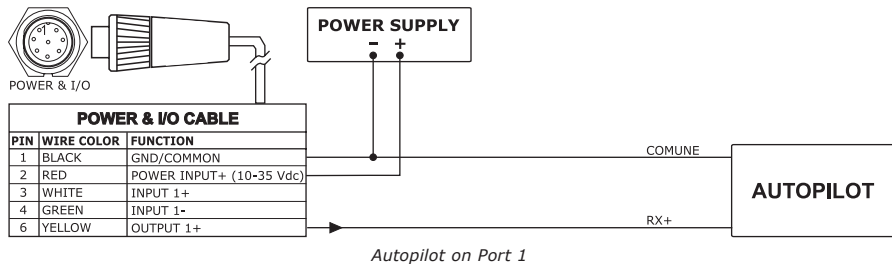 POWER SUPPLY
- +
1
POWER & I/O
POWER & I/O CABLE
PIN WIRE COLOR FUNCTION
1 BLACK GND/COMMON
2 RED POWER INPUT+ (10-35 Vdc)
3 WHITE INPUT 1+
4 GREEN INPUT 1-
6 YELLOW OUTPUT 1+
COMUNE
RX+
AUTOPILOT
Autopilot on Port 1